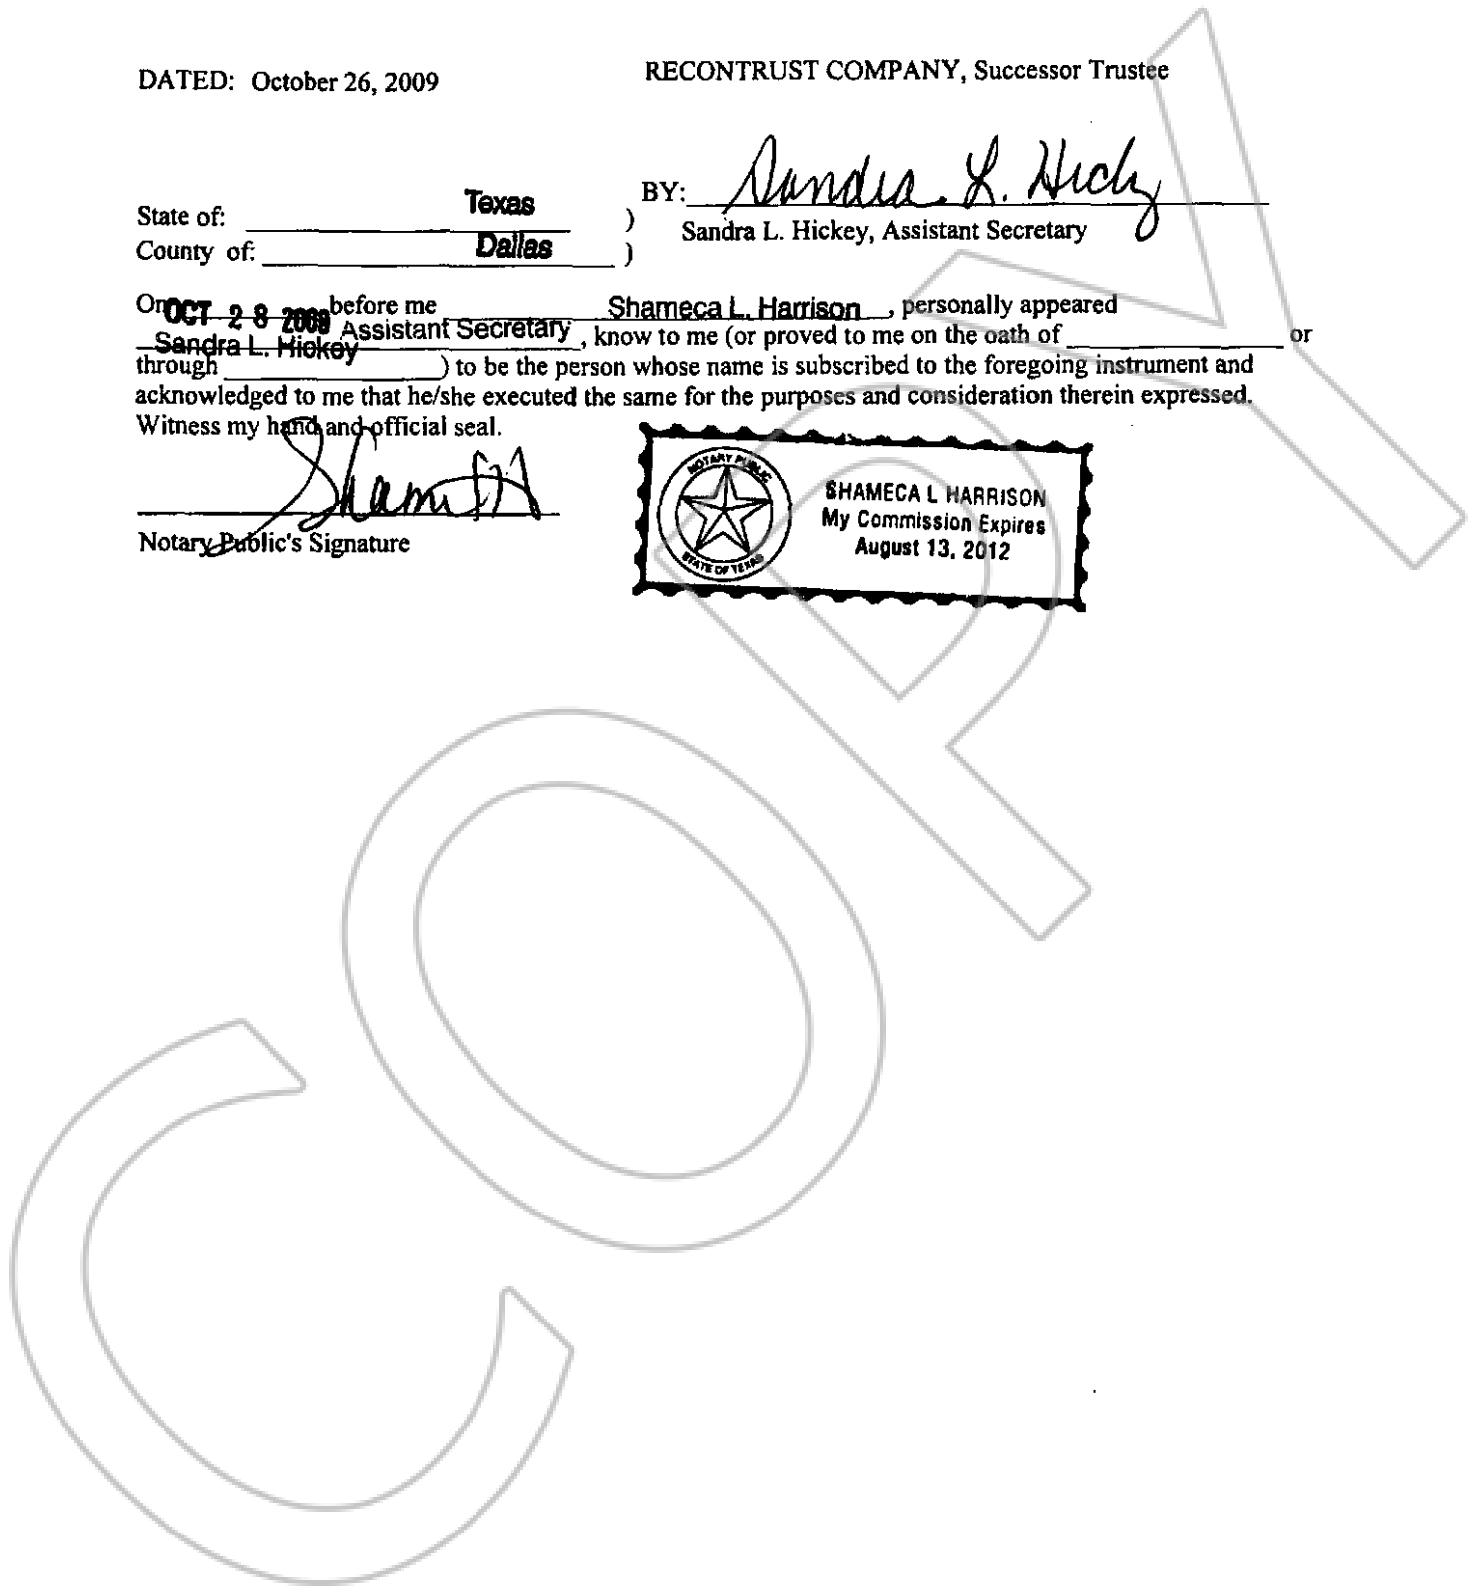 DATED: October 26, 2009
RECONTRUST COMPANY, Successor Trustee
BY: Sandra L. Hickey
Sandra L. Hickey, Assistant Secretary
State of: Texas )
County of: Dallas )
On OCT 28 2009 before me Shameca L. Harrison, personally appeared
Sandra L. Hickey Assistant Secretary, know to me (or proved to me on the oath of ____ or
through ____) to be the person whose name is subscribed to the foregoing instrument and
acknowledged to me that he/she executed the same for the purposes and consideration therein expressed.
Witness my hand and official seal.
Notary Public's Signature
NOTARY PUBLIC
STATE OF TEXAS
SHAMECA L HARRISON
My Commission Expires
August 13, 2012
COPY